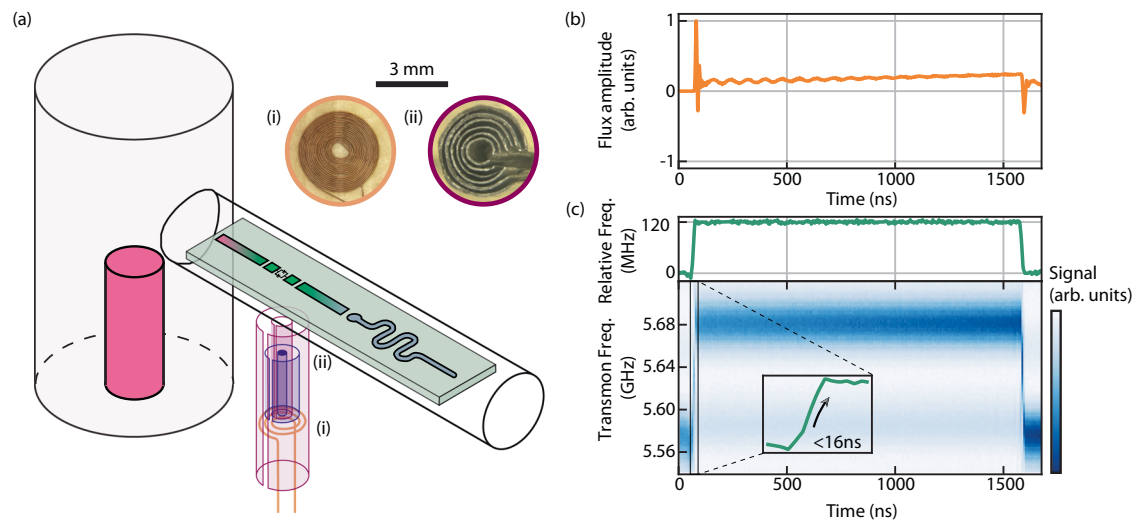 (a)
3 mm
(i)
(ii)
(ii)
(i)
(b)
Flux amplitude
(arb. units)
1
0
-1
0
500
1000
1500
Time (ns)
(c)
Relative Freq.
(MHz)
120
0
Signal
(arb. units)
Transmon Freq.
(GHz)
5.68
5.64
5.60
5.56
<16ns
0
500
1000
1500
Time (ns)